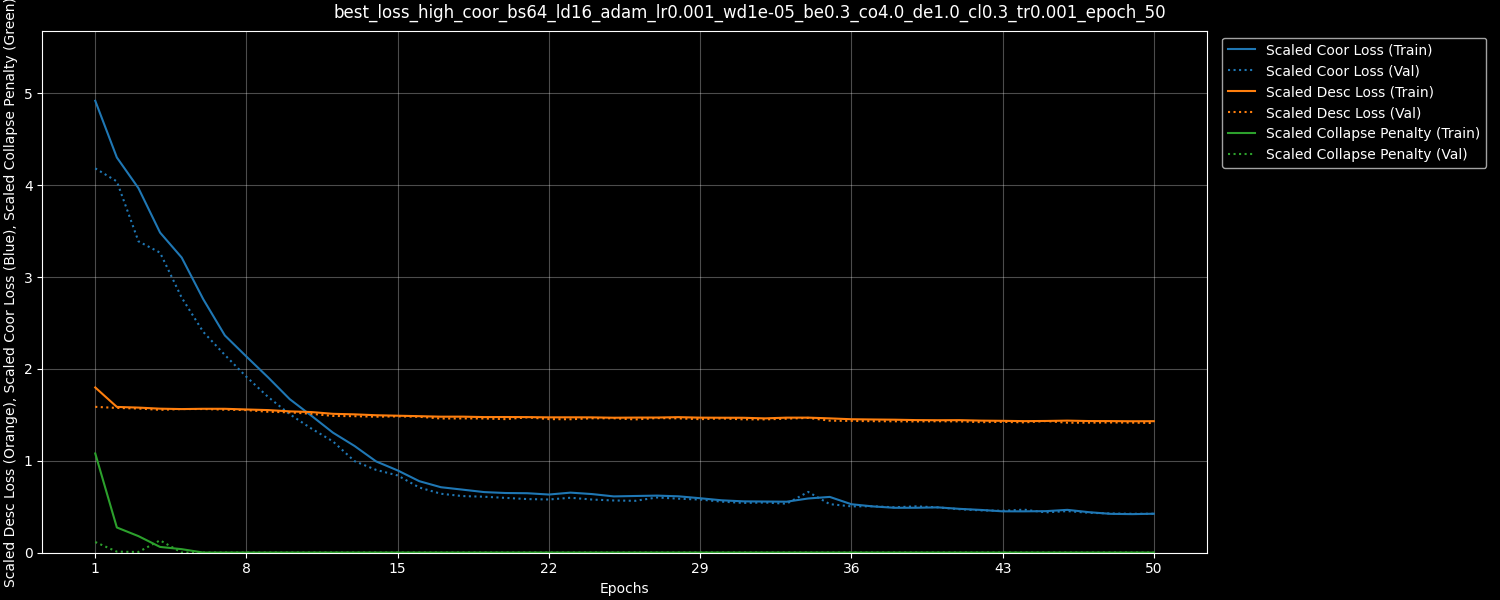 best_loss_high_coor_bs64_ld16_adam_lr0.001_wd1e-05_be0.3_co4.0_de1.0_cl0.3_tr0.001_epoch_50
Scaled Desc Loss (Orange), Scaled Coor Loss (Blue), Scaled Collapse Penalty (Green)
5
4
3
2
1
0
1 8 15 22 29 36 43 50
Epochs
Scaled Coor Loss (Train)
Scaled Coor Loss (Val)
Scaled Desc Loss (Train)
Scaled Desc Loss (Val)
Scaled Collapse Penalty (Train)
Scaled Collapse Penalty (Val)